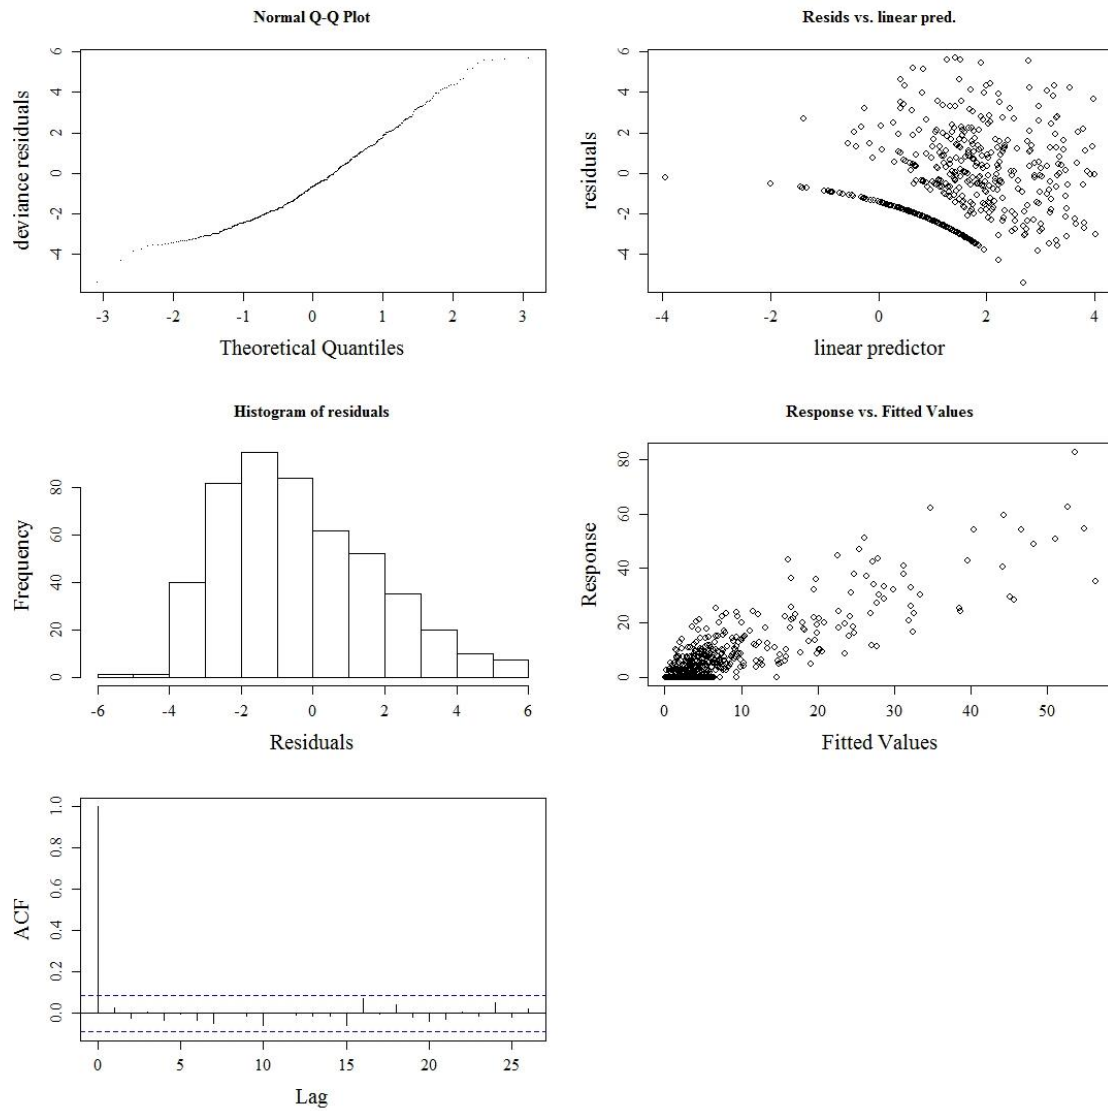 Normal Q-Q Plot
deviance residuals
6
4
2
0
-2
-4
-3 -2 -1 0 1 2 3
Theoretical Quantiles
Resids vs. linear pred.
residuals
6
4
2
0
-2
-4
-4 -2 0 2 4
linear predictor
Histogram of residuals
Frequency
80
60
40
20
0
-6 -4 -2 0 2 4 6
Residuals
Response vs. Fitted Values
Response
80
60
40
20
0
0 10 20 30 40 50
Fitted Values
ACF
1.0
0.8
0.6
0.4
0.2
0.0
0 5 10 15 20 25
Lag